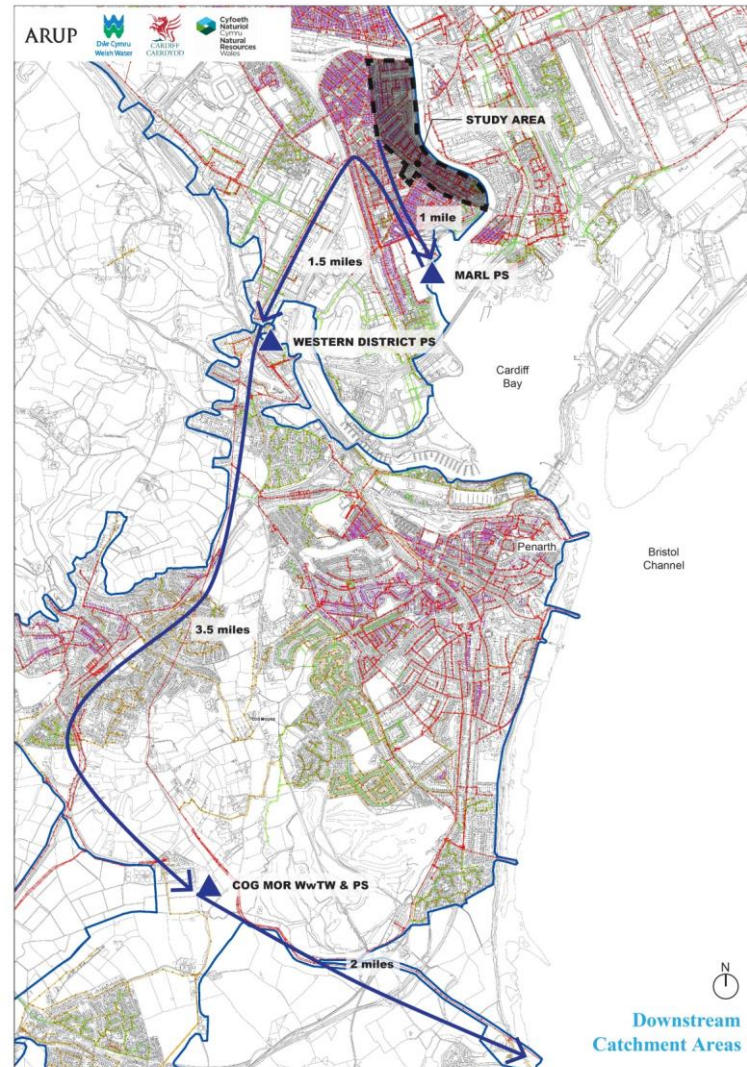 ARUP
Dŵr Cymru
Welsh Water
CARDIFF
CAERDYDD
Cyfoeth
Naturiol
Cymru
Natural
Resources
Wales
STUDY AREA
1 mile
1.5 miles
MARL PS
WESTERN DISTRICT PS
Cardiff
Bay
Penarth
Bristol
Channel
3.5 miles
COG MOR WwTW & PS
2 miles
N
Downstream
Catchment Areas